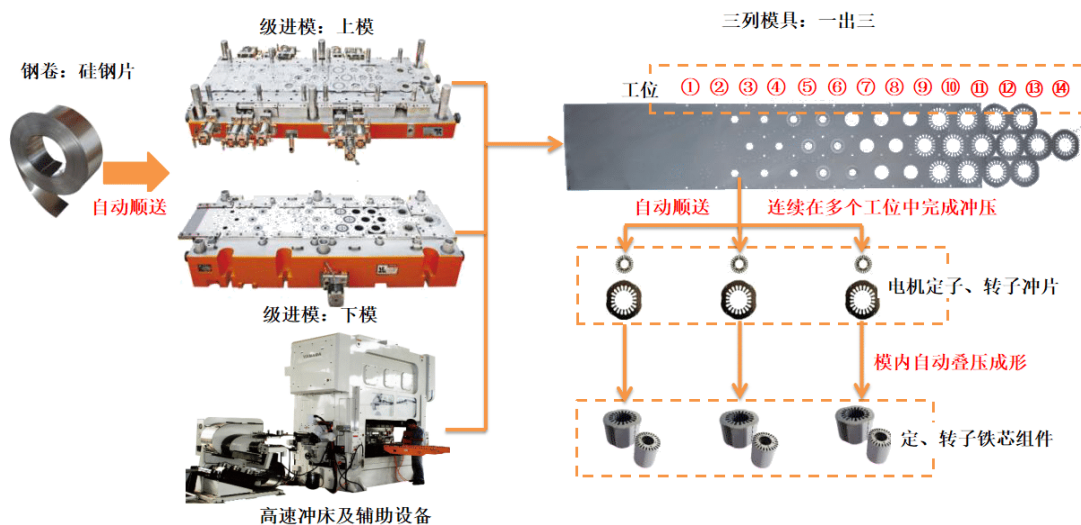 级进模：上模
三列模具：一出三
钢卷：硅钢片
工位 ① ② ③ ④ ⑤ ⑥ ⑦ ⑧ ⑨ ⑩ ⑪ ⑫ ⑬ ⑭
自动顺送
自动顺送
连续在多个工位中完成冲压
电机定子、转子冲片
级进模：下模
模内自动叠压成形
定、转子铁芯组件
高速冲床及辅助设备